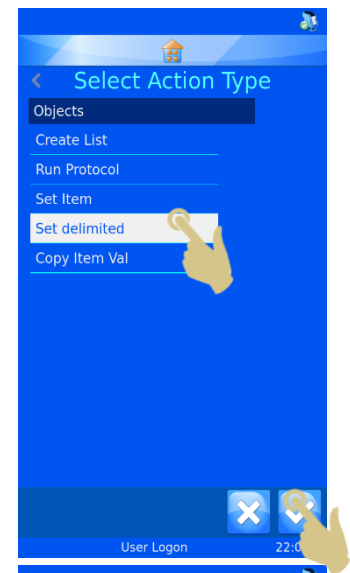 Select Action Type
Objects
Create List
Run Protocol
Set Item
Set delimited
Copy Item Val
User Logon